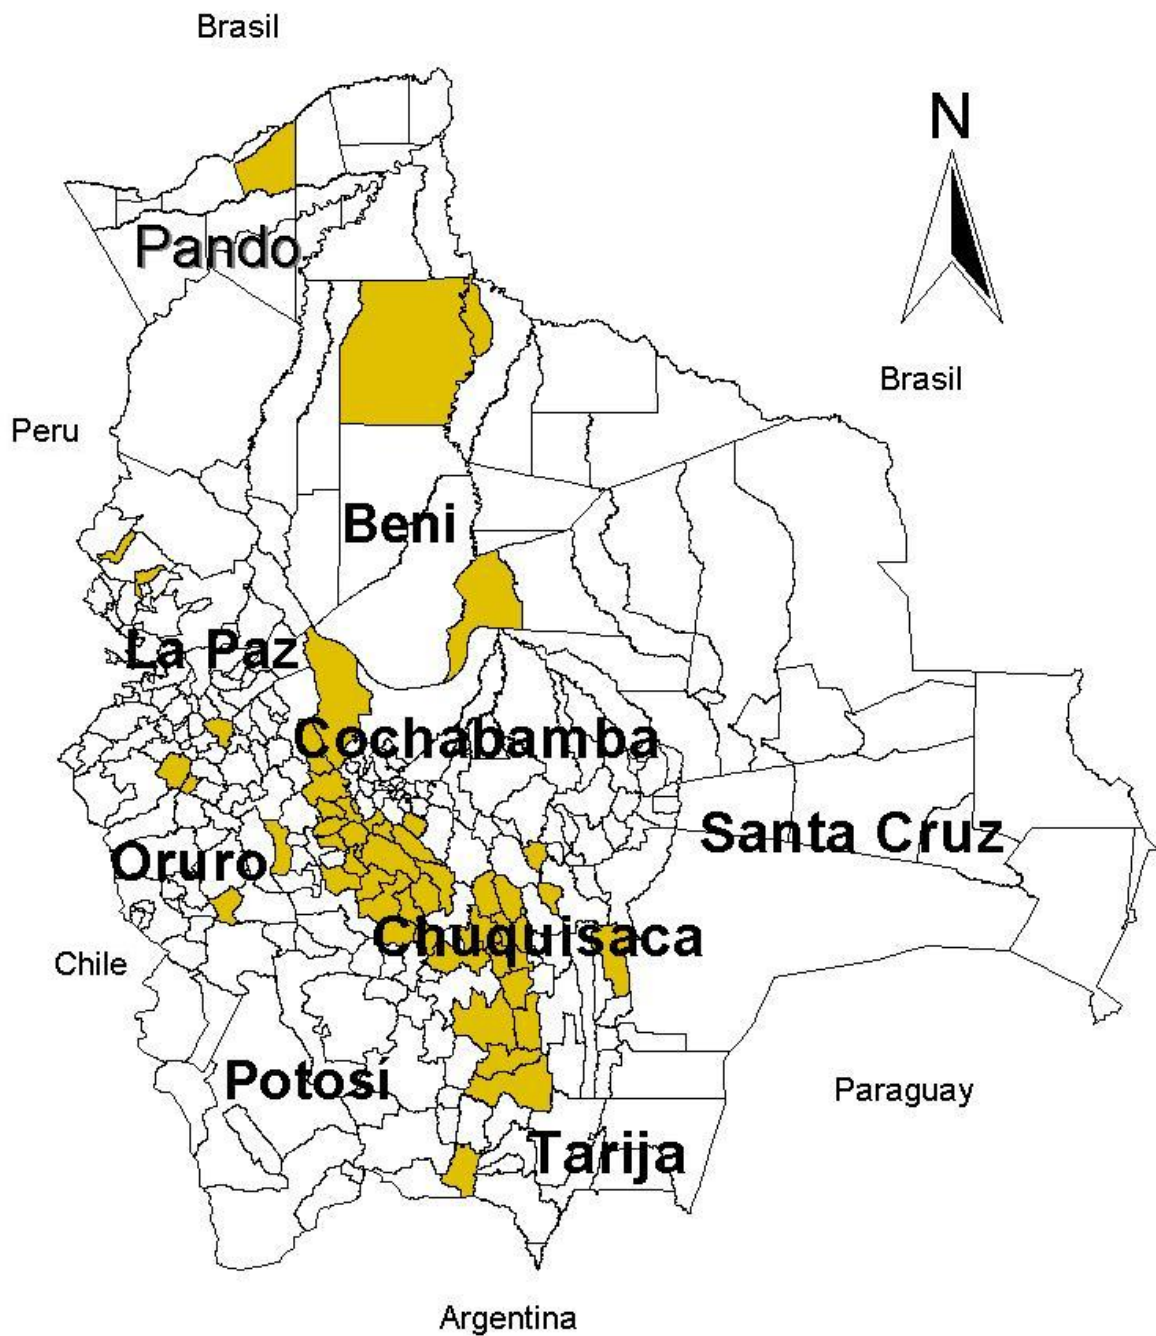 Brasil
N
Pando
Brasil
Peru
Beni
La Paz
Cochabamba
Santa Cruz
Oruro
Chuquisaca
Chile
Potosí
Paraguay
Tarija
Argentina